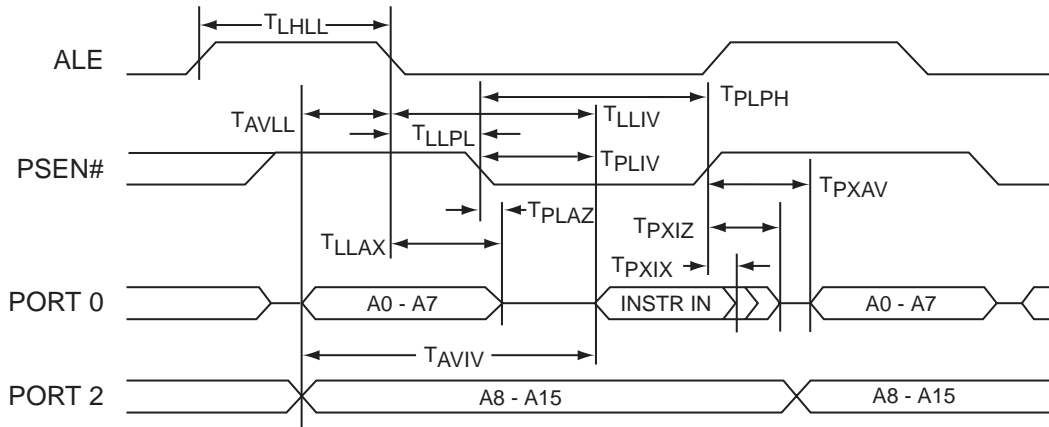 TLHLL
ALE
TPLPH
TAVLL
TLLPL
TLLIV
PSEN#
TPLIV
TPXAV
TPLAZ
TPXIZ
TLLAX
TPXIX
PORT 0
A0 - A7
INSTR IN
A0 - A7
TAVIV
PORT 2
A8 - A15
A8 - A15